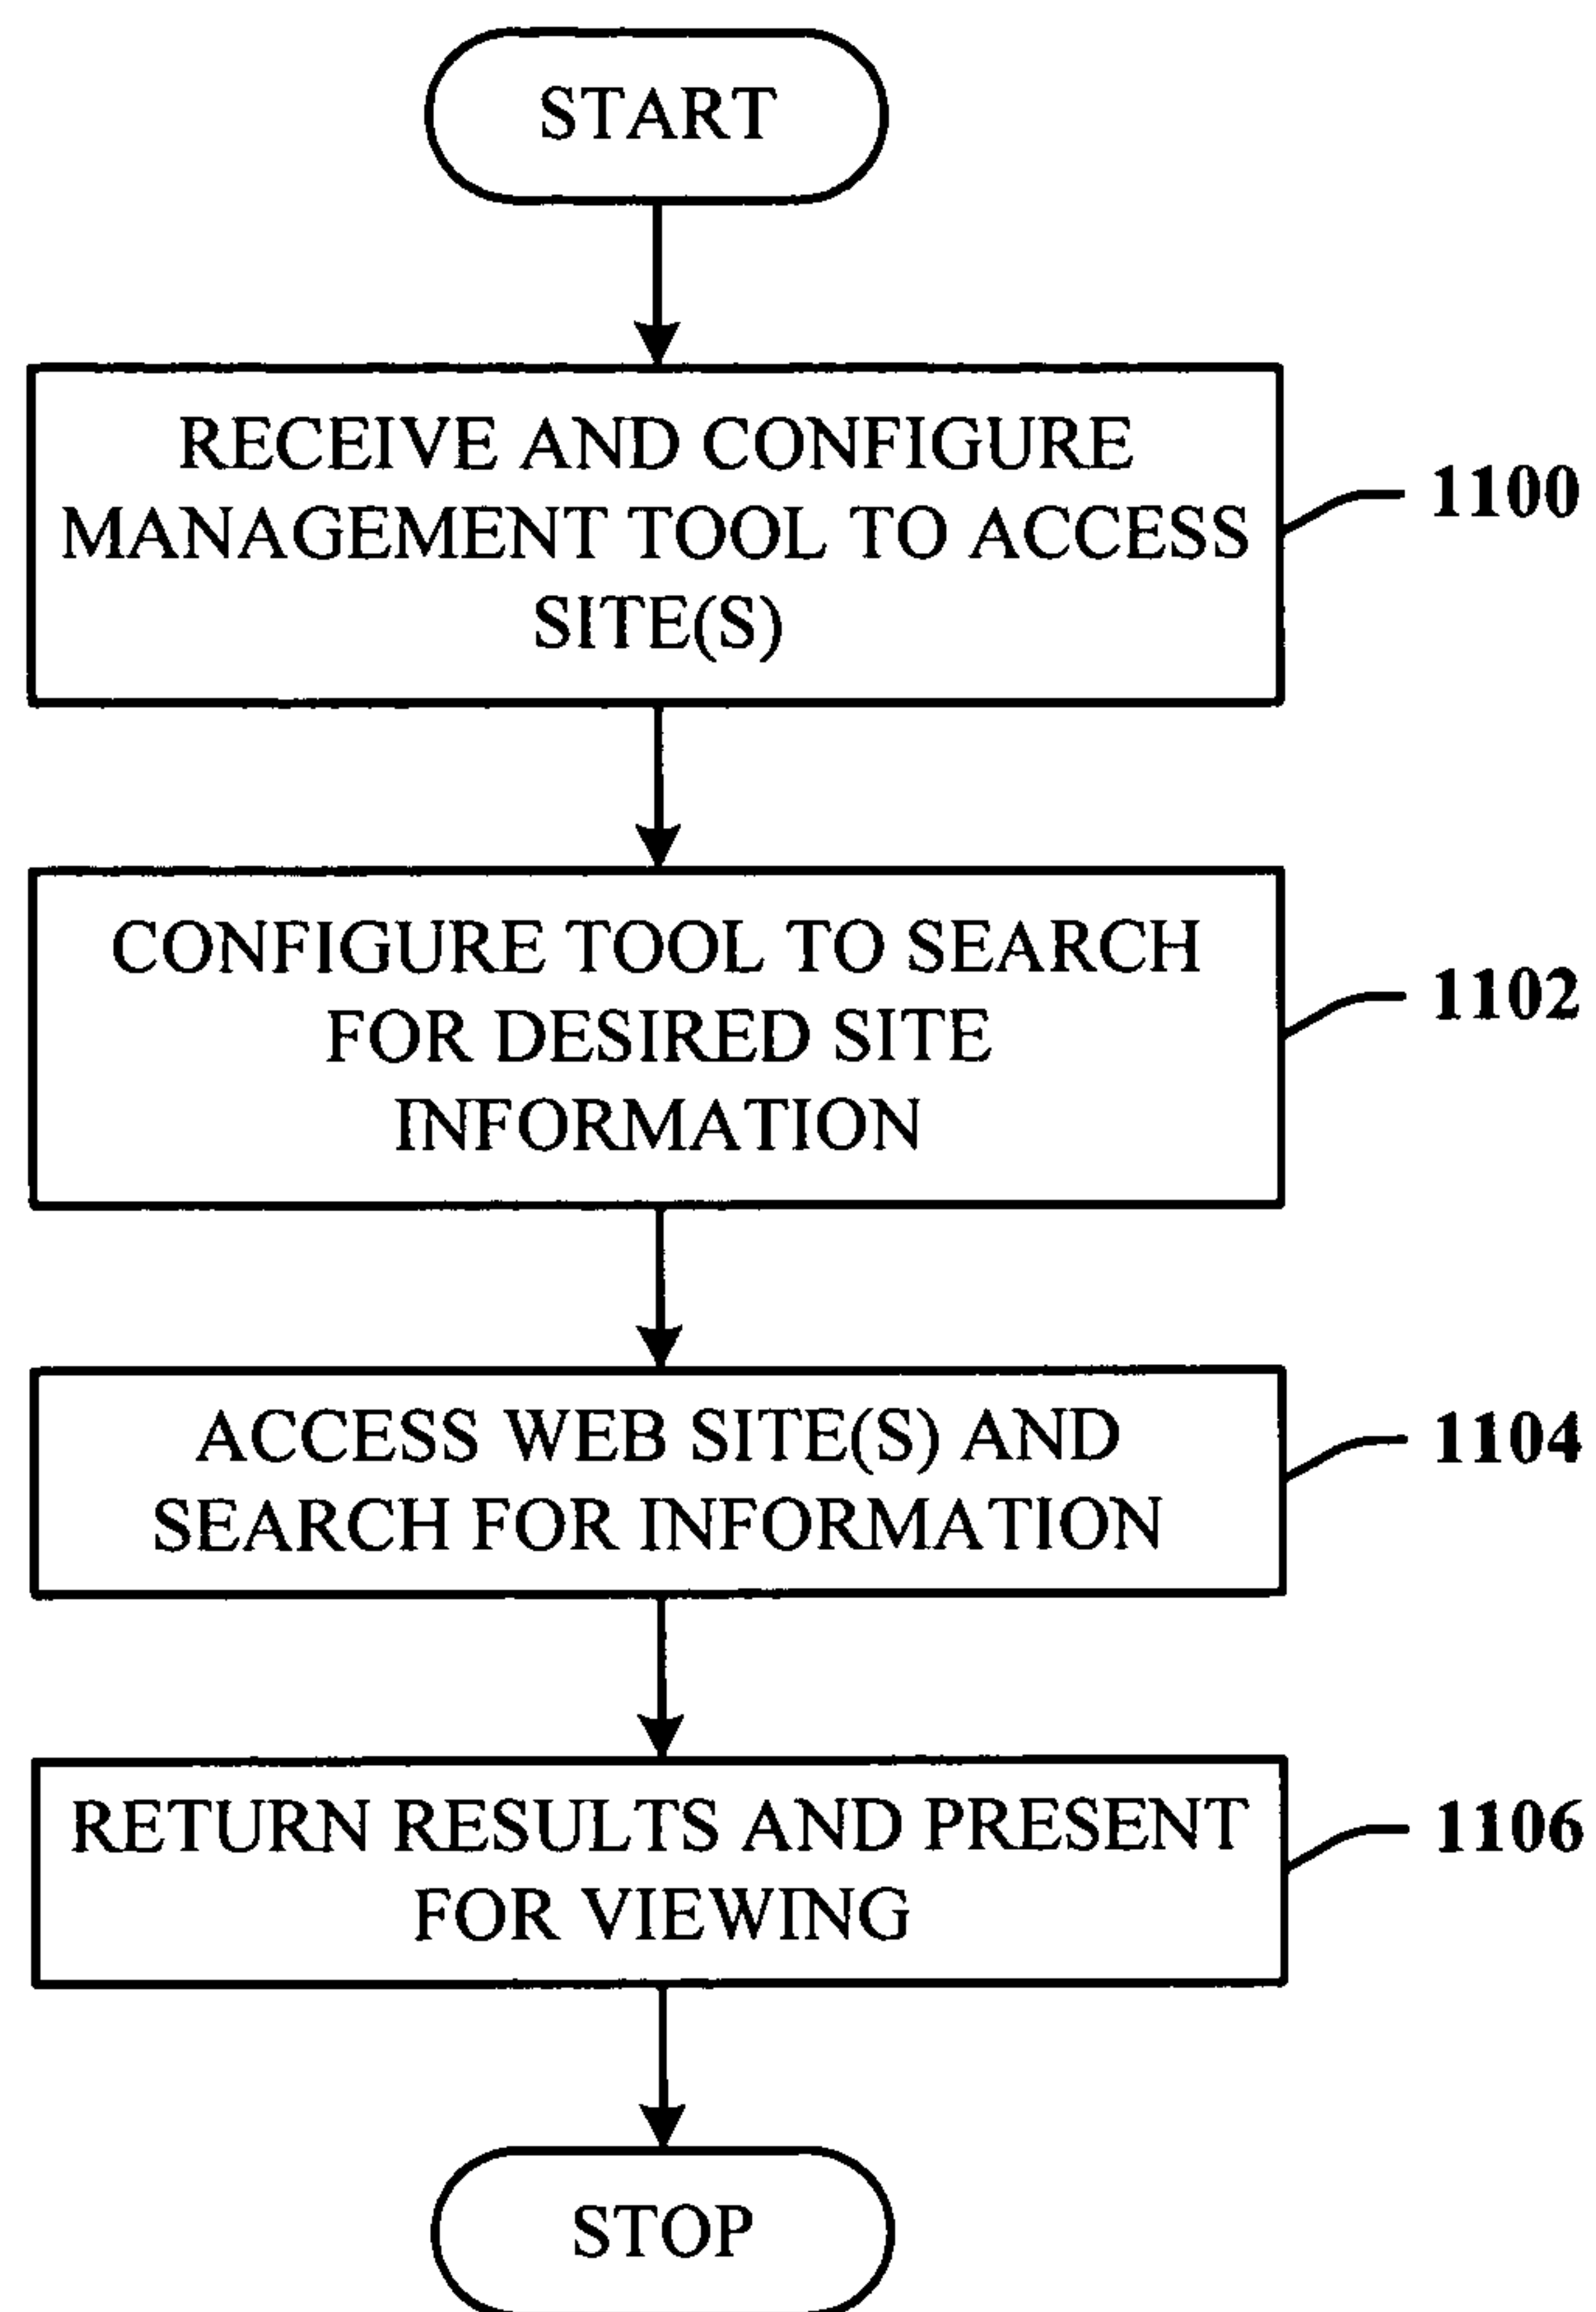 START
RECEIVE AND CONFIGURE
MANAGEMENT TOOL TO ACCESS
SITE(S)
1100
CONFIGURE TOOL TO SEARCH
FOR DESIRED SITE
INFORMATION
1102
ACCESS WEB SITE(S) AND
SEARCH FOR INFORMATION
1104
RETURN RESULTS AND PRESENT
FOR VIEWING
1106
STOP